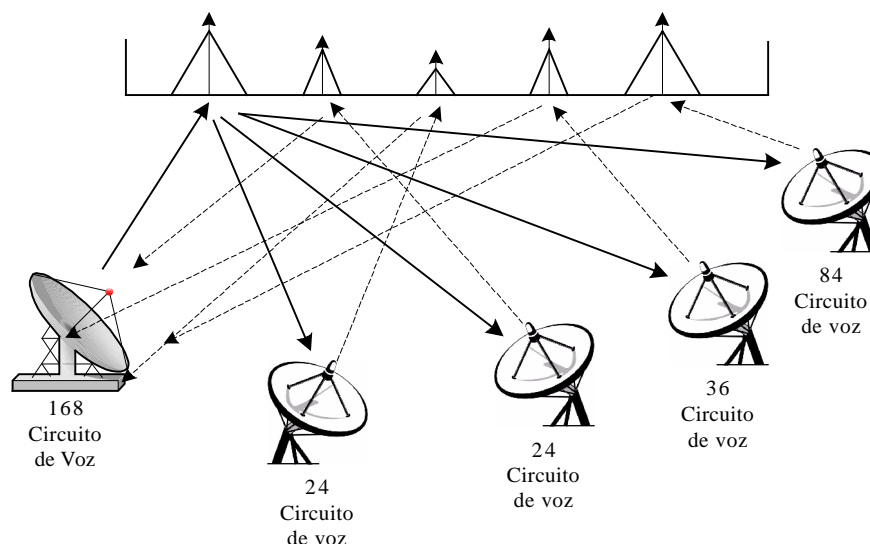 168
Circuito
de Voz
24
Circuito
de voz
24
Circuito
de voz
36
Circuito
de voz
84
Circuito
de voz